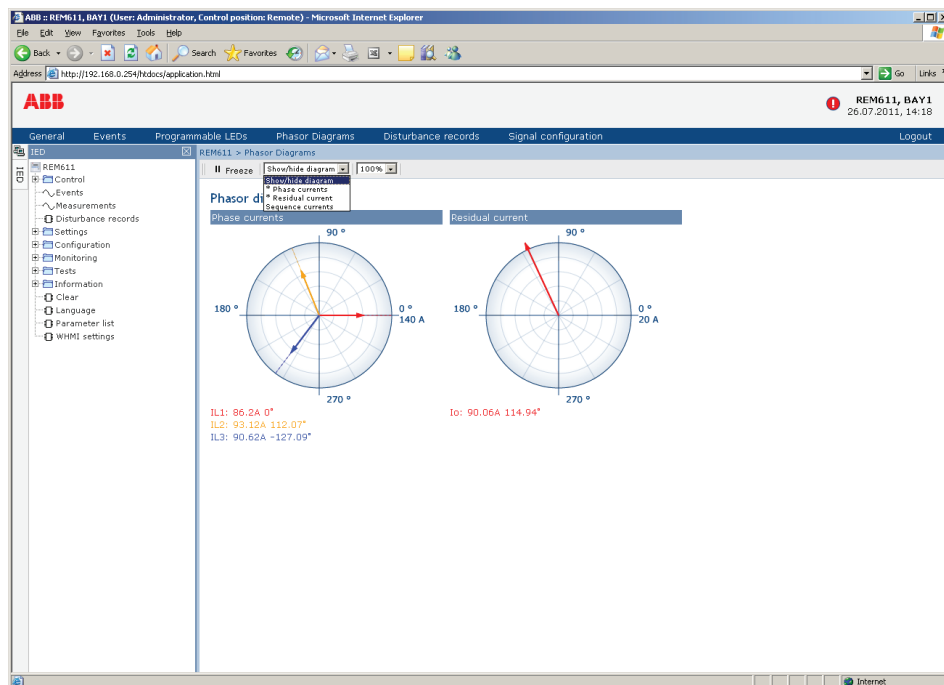 ABB :: REM611, BAY1 (User: Administrator, Control position: Remote) - Microsoft Internet Explorer
File Edit View Favorites Tools Help
Back Search Favorites
Address http://192.168.0.254/htdocs/application.html Go Links
ABB
REM611, BAY1
26.07.2011, 14:18
General Events Programmable LEDs Phasor Diagrams Disturbance records Signal configuration Logout
IED
IED
REM611
Control
Events
Measurements
Disturbance records
Settings
Configuration
Monitoring
Tests
Information
Clear
Language
Parameter list
WHMI settings
REM611 > Phasor Diagrams
Freeze Show/hide diagram 100%
Show/hide diagram
* Phase currents
* Residual current
Sequence currents
Phasor di
Phase currents
90 °
180 °
0 °
140 A
270 °
IL1: 86.2A 0°
IL2: 93.12A 112.07°
IL3: 90.62A -127.09°
Residual current
90 °
180 °
0 °
20 A
270 °
Io: 90.06A 114.94°
Internet